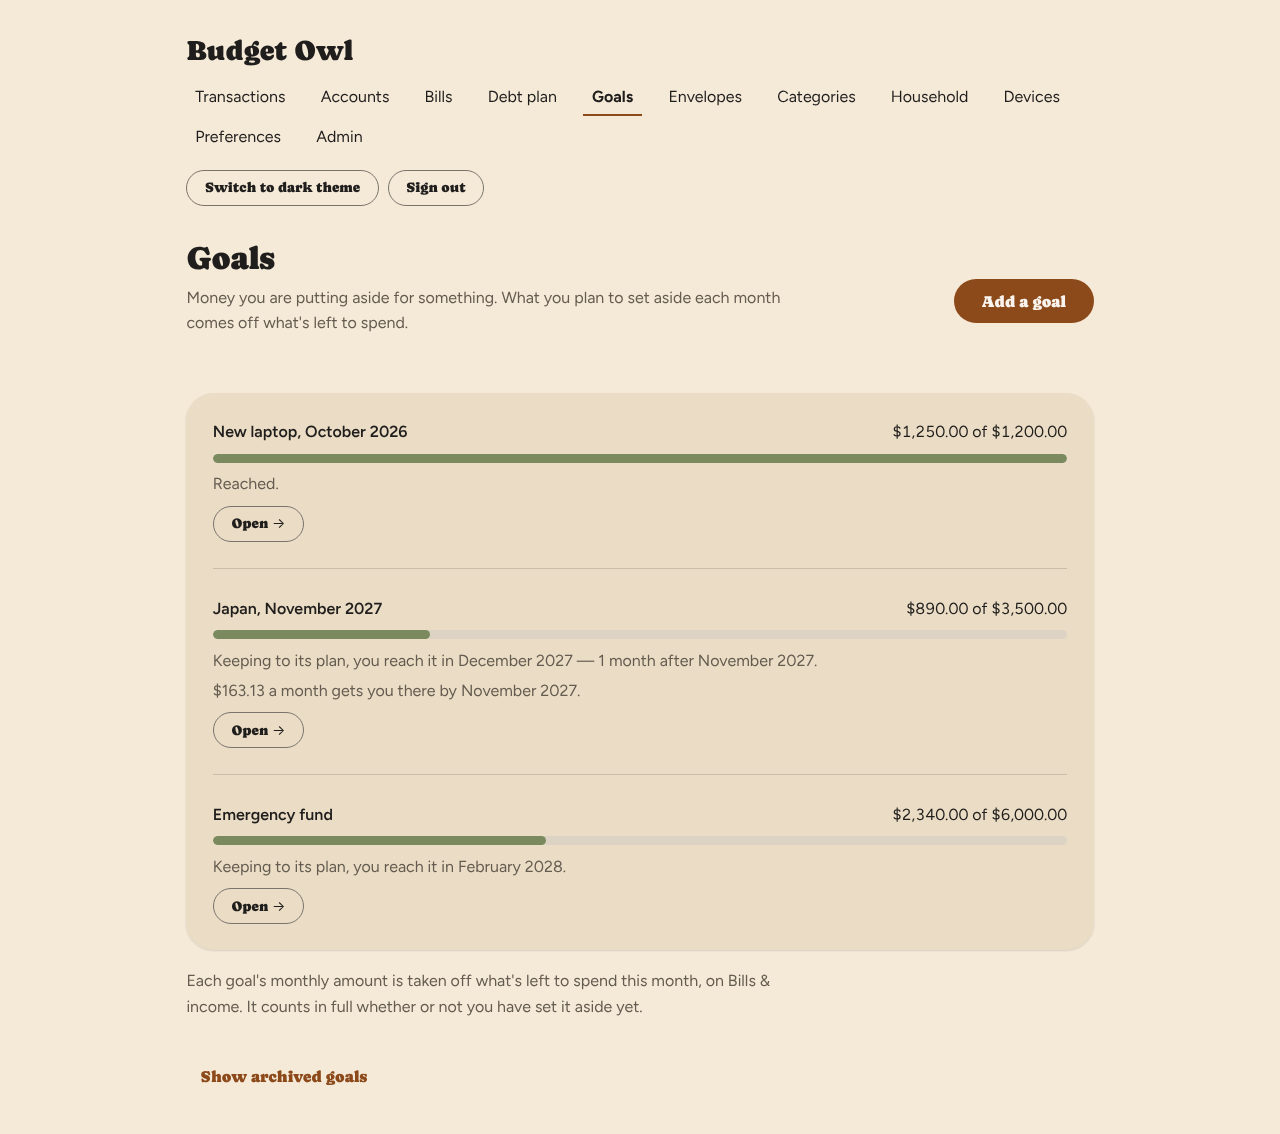 Budget Owl
Transactions Accounts Bills Debt plan Goals Envelopes Categories Household Devices
Preferences Admin
Switch to dark theme Sign out
Goals
Money you are putting aside for something. What you plan to set aside each month
comes off what's left to spend.
Add a goal
New laptop, October 2026 $1,250.00 of $1,200.00
Reached.
Open →
Japan, November 2027 $890.00 of $3,500.00
Keeping to its plan, you reach it in December 2027 — 1 month after November 2027.
$163.13 a month gets you there by November 2027.
Open →
Emergency fund $2,340.00 of $6,000.00
Keeping to its plan, you reach it in February 2028.
Open →
Each goal's monthly amount is taken off what's left to spend this month, on Bills &
income. It counts in full whether or not you have set it aside yet.
Show archived goals